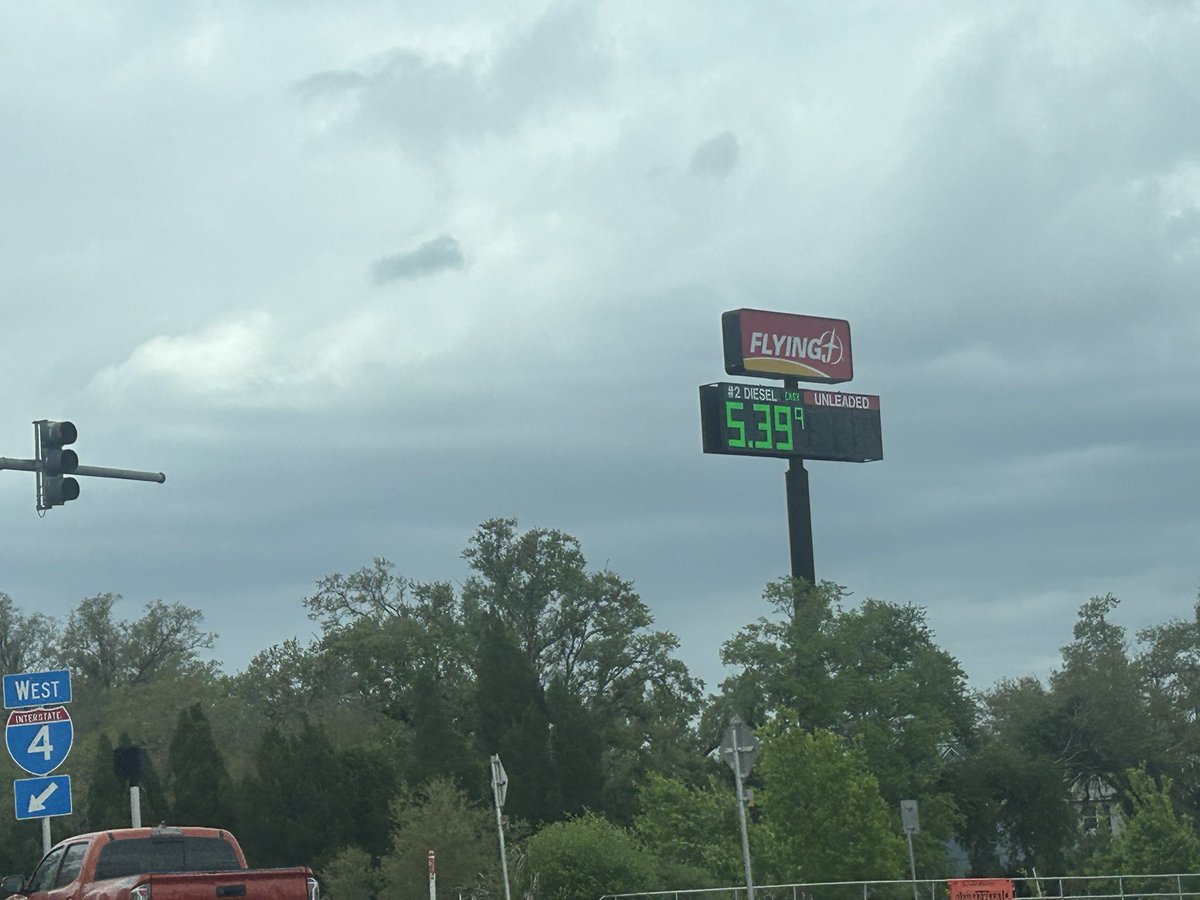 FLYING J
#2 DIESEL CASH UNLEADED
5.39 9
WEST
INTERSTATE
4